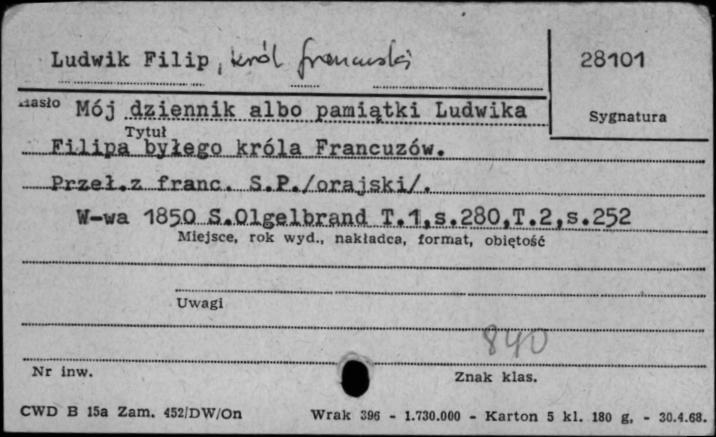 Ludwik Filip, król francuski
28101
Hasło Mój dziennik albo pamiątki Ludwika
Sygnatura
Tytuł
Filipa byłego króla Francuzów.
Przeł.z franc. S.P./orajski/.
W-wa 1850 S.Olgelbrand T.1,s.280,T.2,s.252
Miejsce, rok wyd., nakładca, format, objętość
Uwagi
840
Nr inw.
Znak klas.
CWD B 15a Zam. 452/DW/On Wrak 396 - 1.730.000 - Karton 5 kl. 180 g. - 30.4.68.